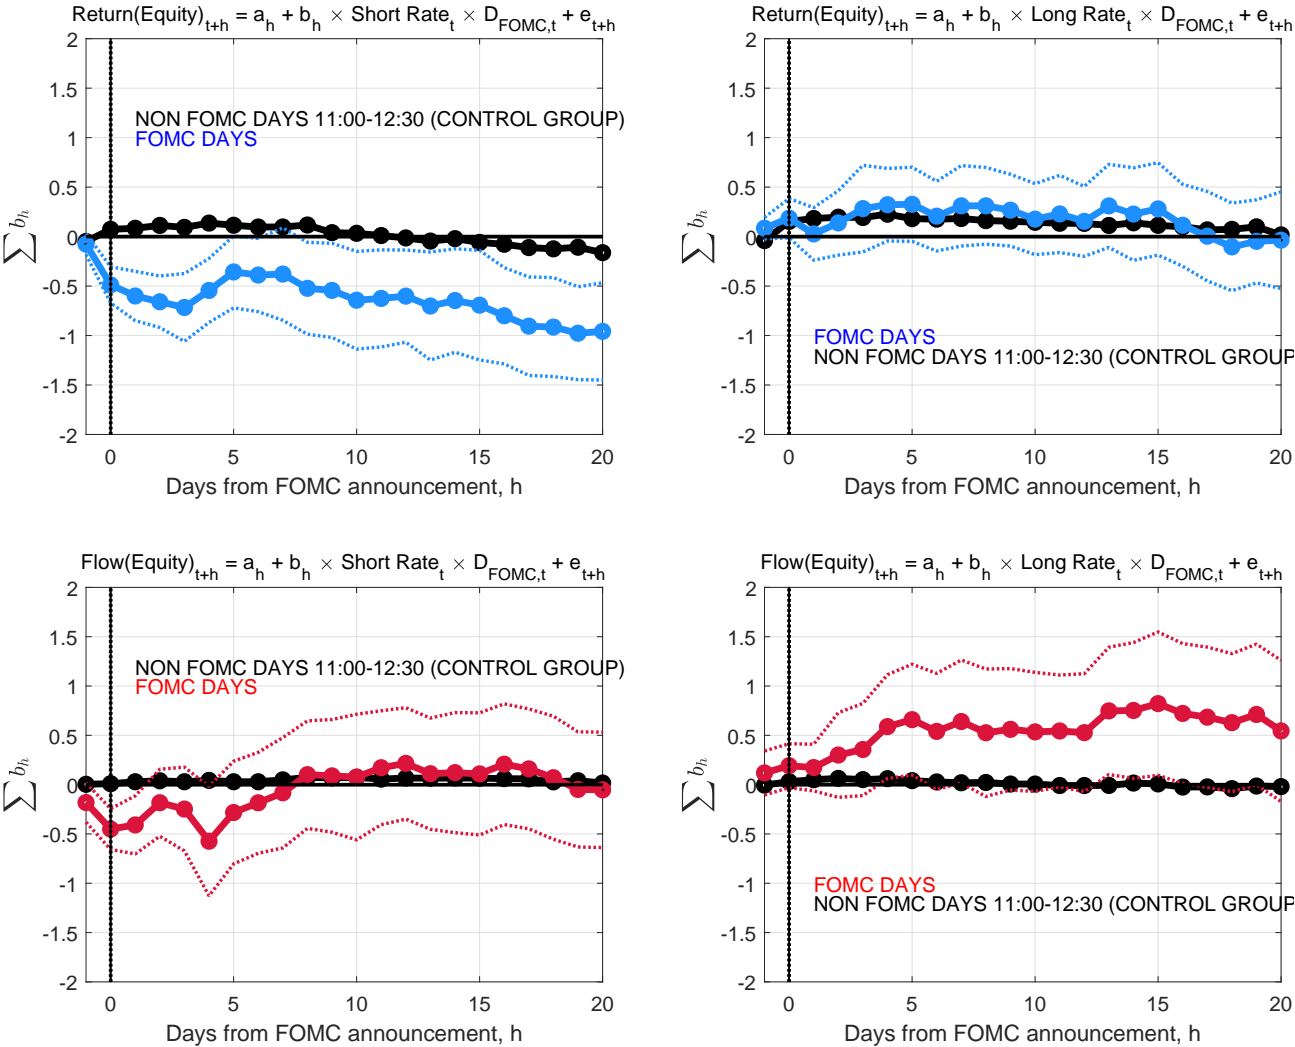 Return(Equity)t+h = ah + bh × Short Ratet × DFOMC,t + et+h
2
1.5
1
0.5
0
-0.5
-1
-1.5
-2
∑ bh
NON FOMC DAYS 11:00-12:30 (CONTROL GROUP)
FOMC DAYS
0 5 10 15 20
Days from FOMC announcement, h
Return(Equity)t+h = ah + bh × Long Ratet × DFOMC,t + et+h
2
1.5
1
0.5
0
-0.5
-1
-1.5
-2
∑ bh
FOMC DAYS
NON FOMC DAYS 11:00-12:30 (CONTROL GROUP
0 5 10 15 20
Days from FOMC announcement, h
Flow(Equity)t+h = ah + bh × Short Ratet × DFOMC,t + et+h
2
1.5
1
0.5
0
-0.5
-1
-1.5
-2
∑ bh
NON FOMC DAYS 11:00-12:30 (CONTROL GROUP)
FOMC DAYS
0 5 10 15 20
Days from FOMC announcement, h
Flow(Equity)t+h = ah + bh × Long Ratet × DFOMC,t + et+h
2
1.5
1
0.5
0
-0.5
-1
-1.5
-2
∑ bh
FOMC DAYS
NON FOMC DAYS 11:00-12:30 (CONTROL GROUP
0 5 10 15 20
Days from FOMC announcement, h